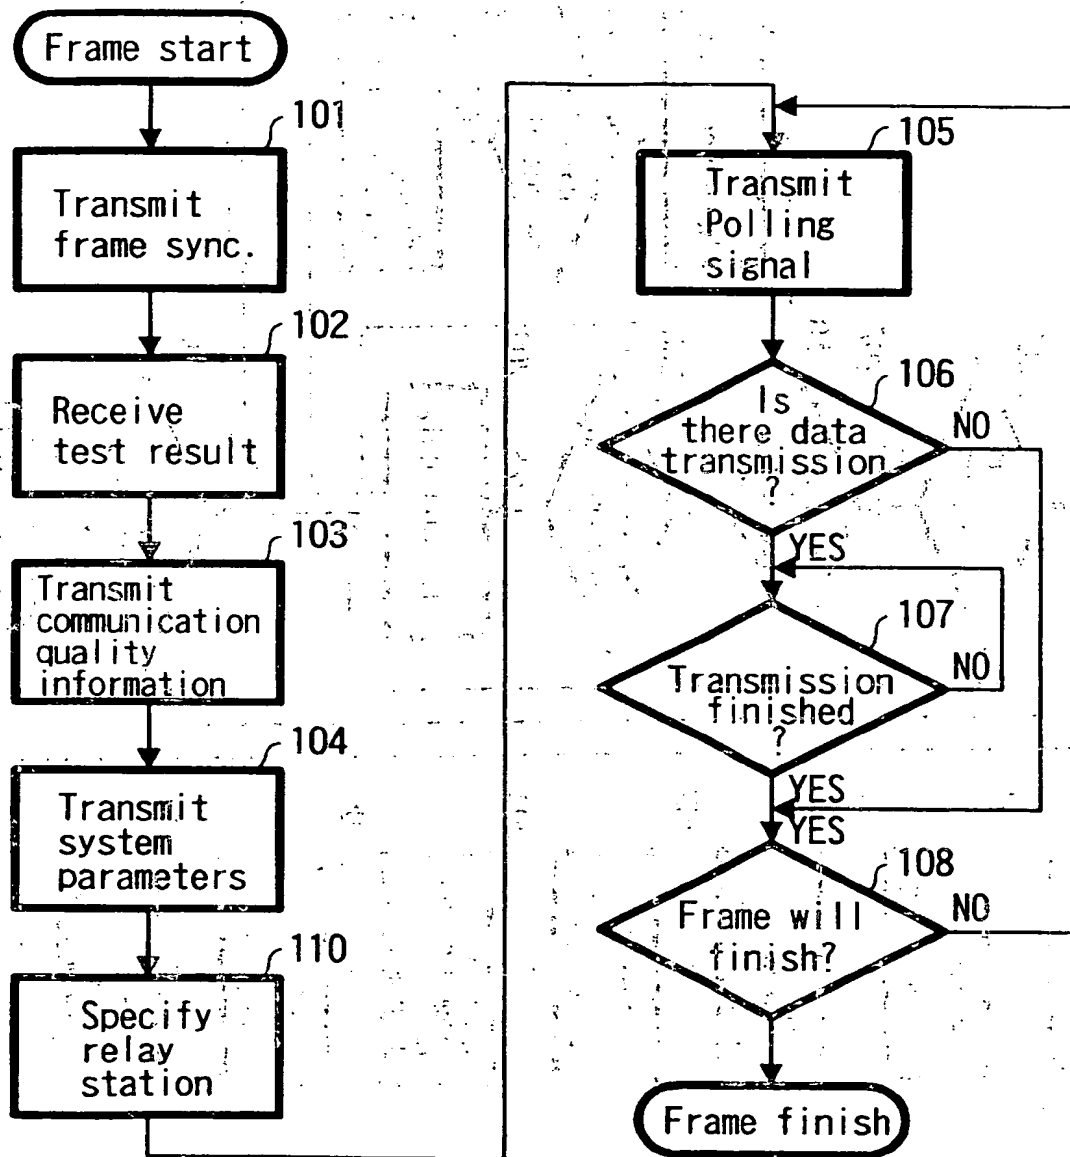 Frame start
101
Transmit
frame sync.
102
Receive
test result
103
Transmit
communication
quality
information
104
Transmit
system
parameters
110
Specify
relay
station
105
Transmit
Polling
signal
106
Is
there data
transmission
?
NO
YES
107
Transmission
finished
?
NO
YES
YES
108
Frame will
finish?
NO
Frame finish